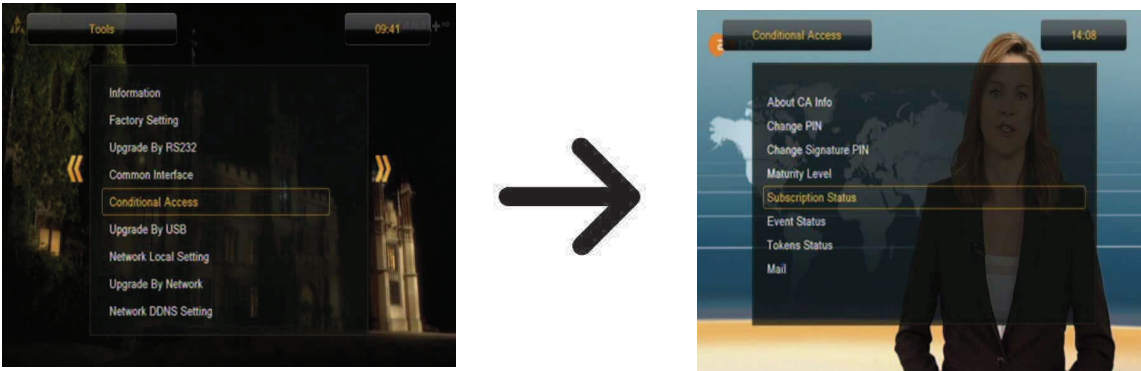 Tools
09:41
Information
Factory Setting
Upgrade By RS232
Common Interface
Conditional Access
Upgrade By USB
Network Local Setting
Upgrade By Network
Network DDNS Setting
Conditional Access
14:08
About CA Info
Change PIN
Change Signature PIN
Maturity Level
Subscription Status
Event Status
Tokens Status
Mail